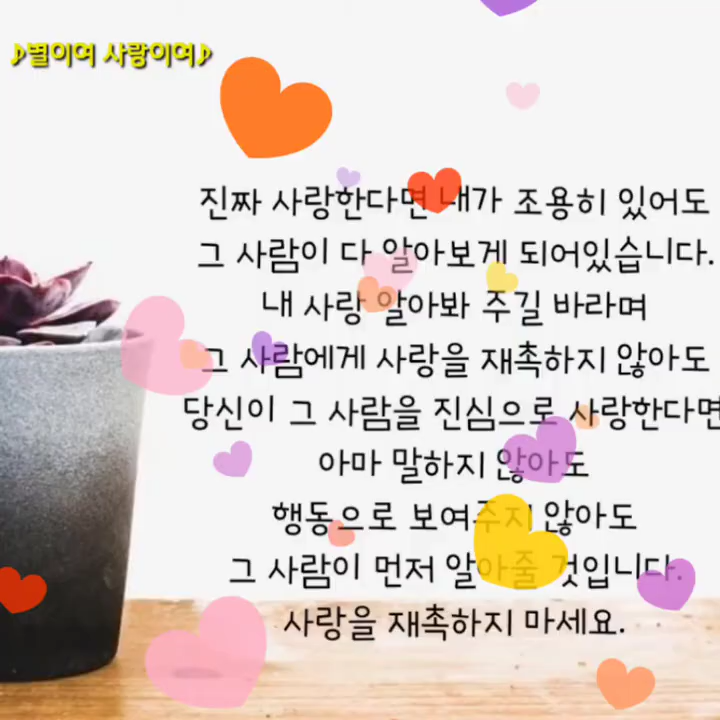 ♪별이여 사랑이여♪
진짜 사랑한다면 내가 조용히 있어도
그 사람이 다 알아보게 되어있습니다.
내 사랑 알아봐 주길 바라며
그 사람에게 사랑을 재촉하지 않아도
당신이 그 사람을 진심으로 사랑한다면
아마 말하지 않아도
행동으로 보여주지 않아도
그 사람이 먼저 알아줄 것입니다.
사랑을 재촉하지 마세요.